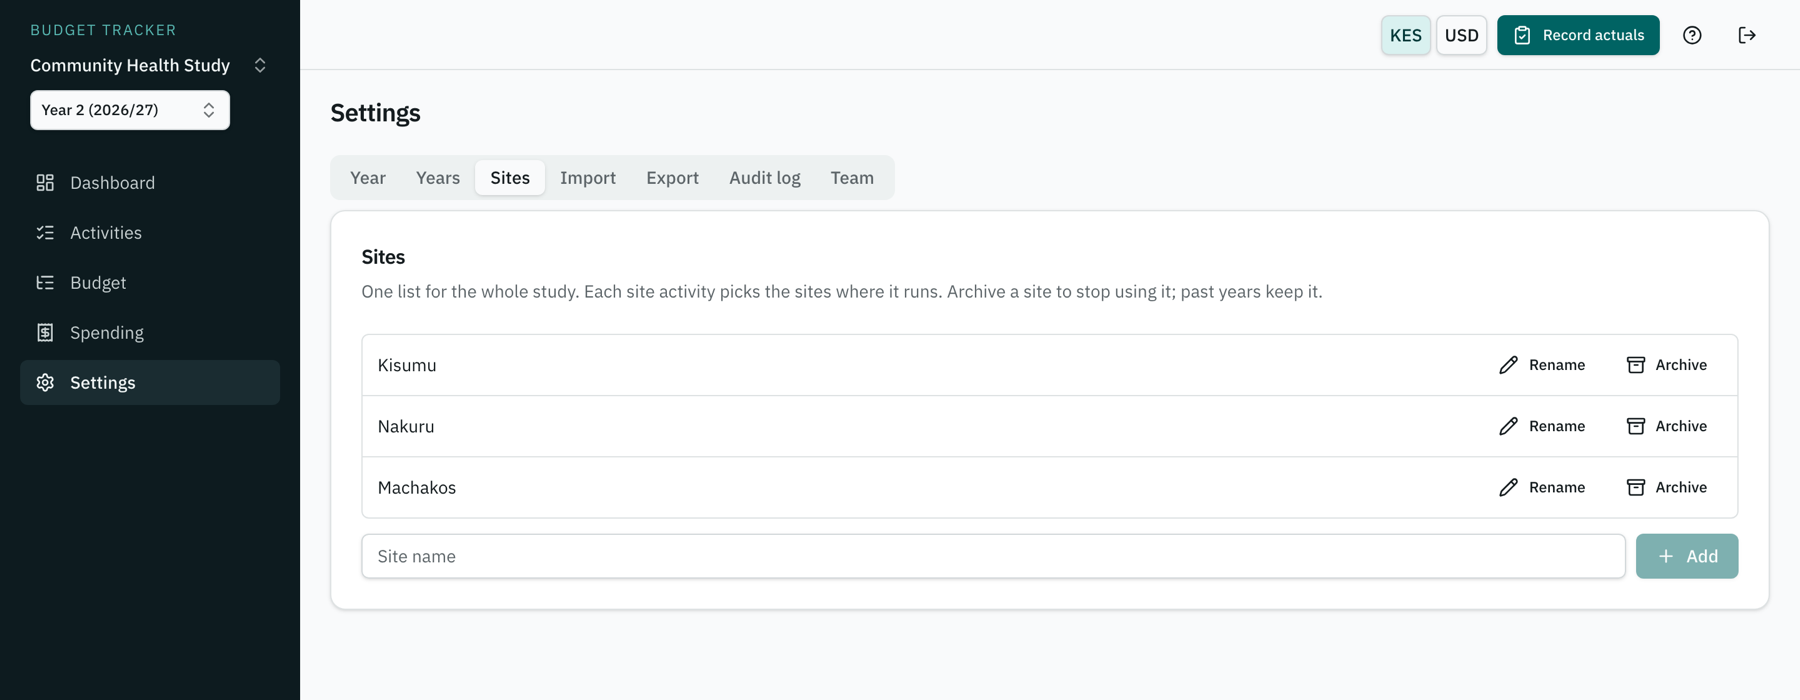 BUDGET TRACKER
Community Health Study
Year 2 (2026/27)
Dashboard
Activities
Budget
Spending
Settings
KES USD Record actuals
Settings
Year Years Sites Import Export Audit log Team
Sites
One list for the whole study. Each site activity picks the sites where it runs. Archive a site to stop using it; past years keep it.
Kisumu Rename Archive
Nakuru Rename Archive
Machakos Rename Archive
Site name + Add